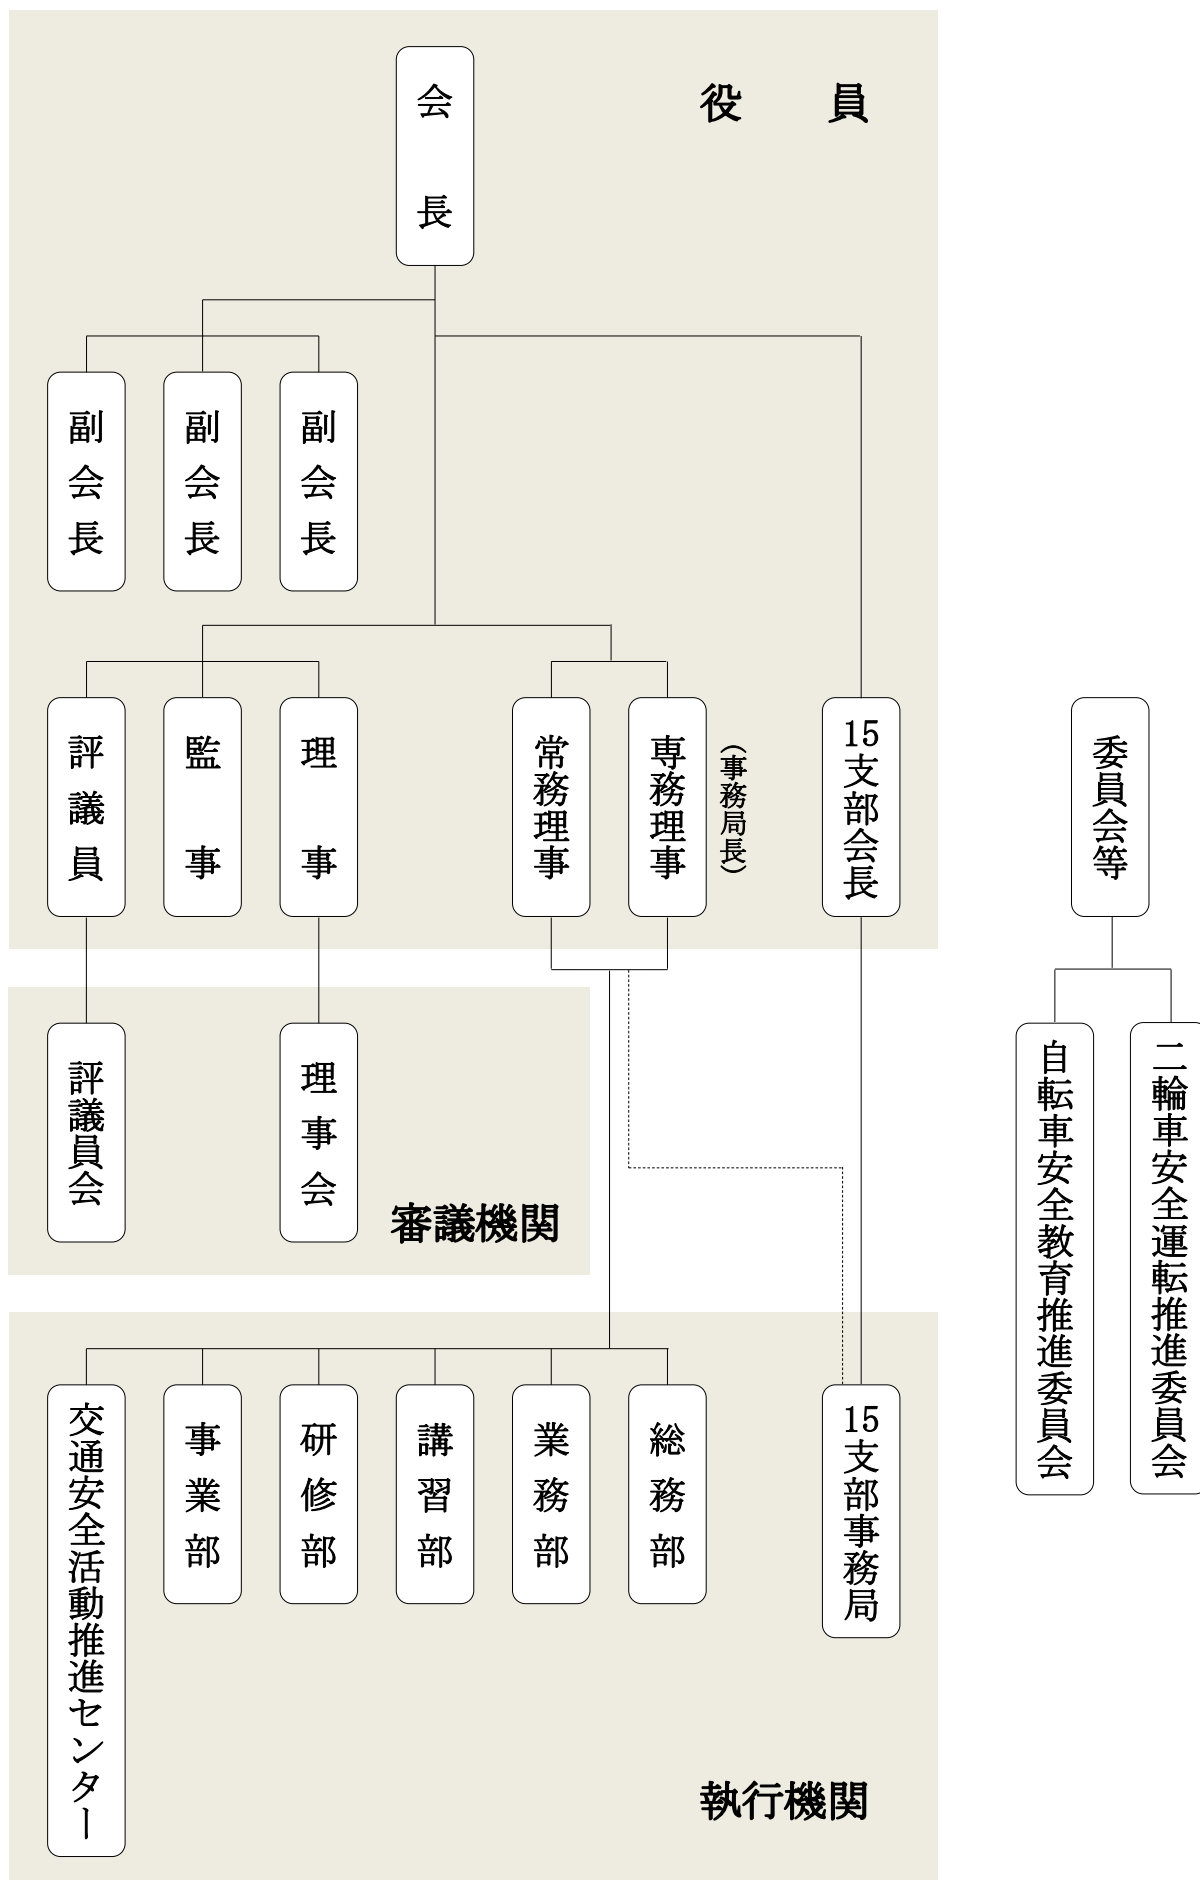 役員
会長
副会長
副会長
副会長
評議員
監事
理事
常務理事
専務理事
（事務局長）
15支部会長
委員会等
評議員会
理事会
審議機関
自転車安全教育推進委員会
二輪車安全運転推進委員会
交通安全活動推進センター
事業部
研修部
講習部
業務部
総務部
15支部事務局
執行機関